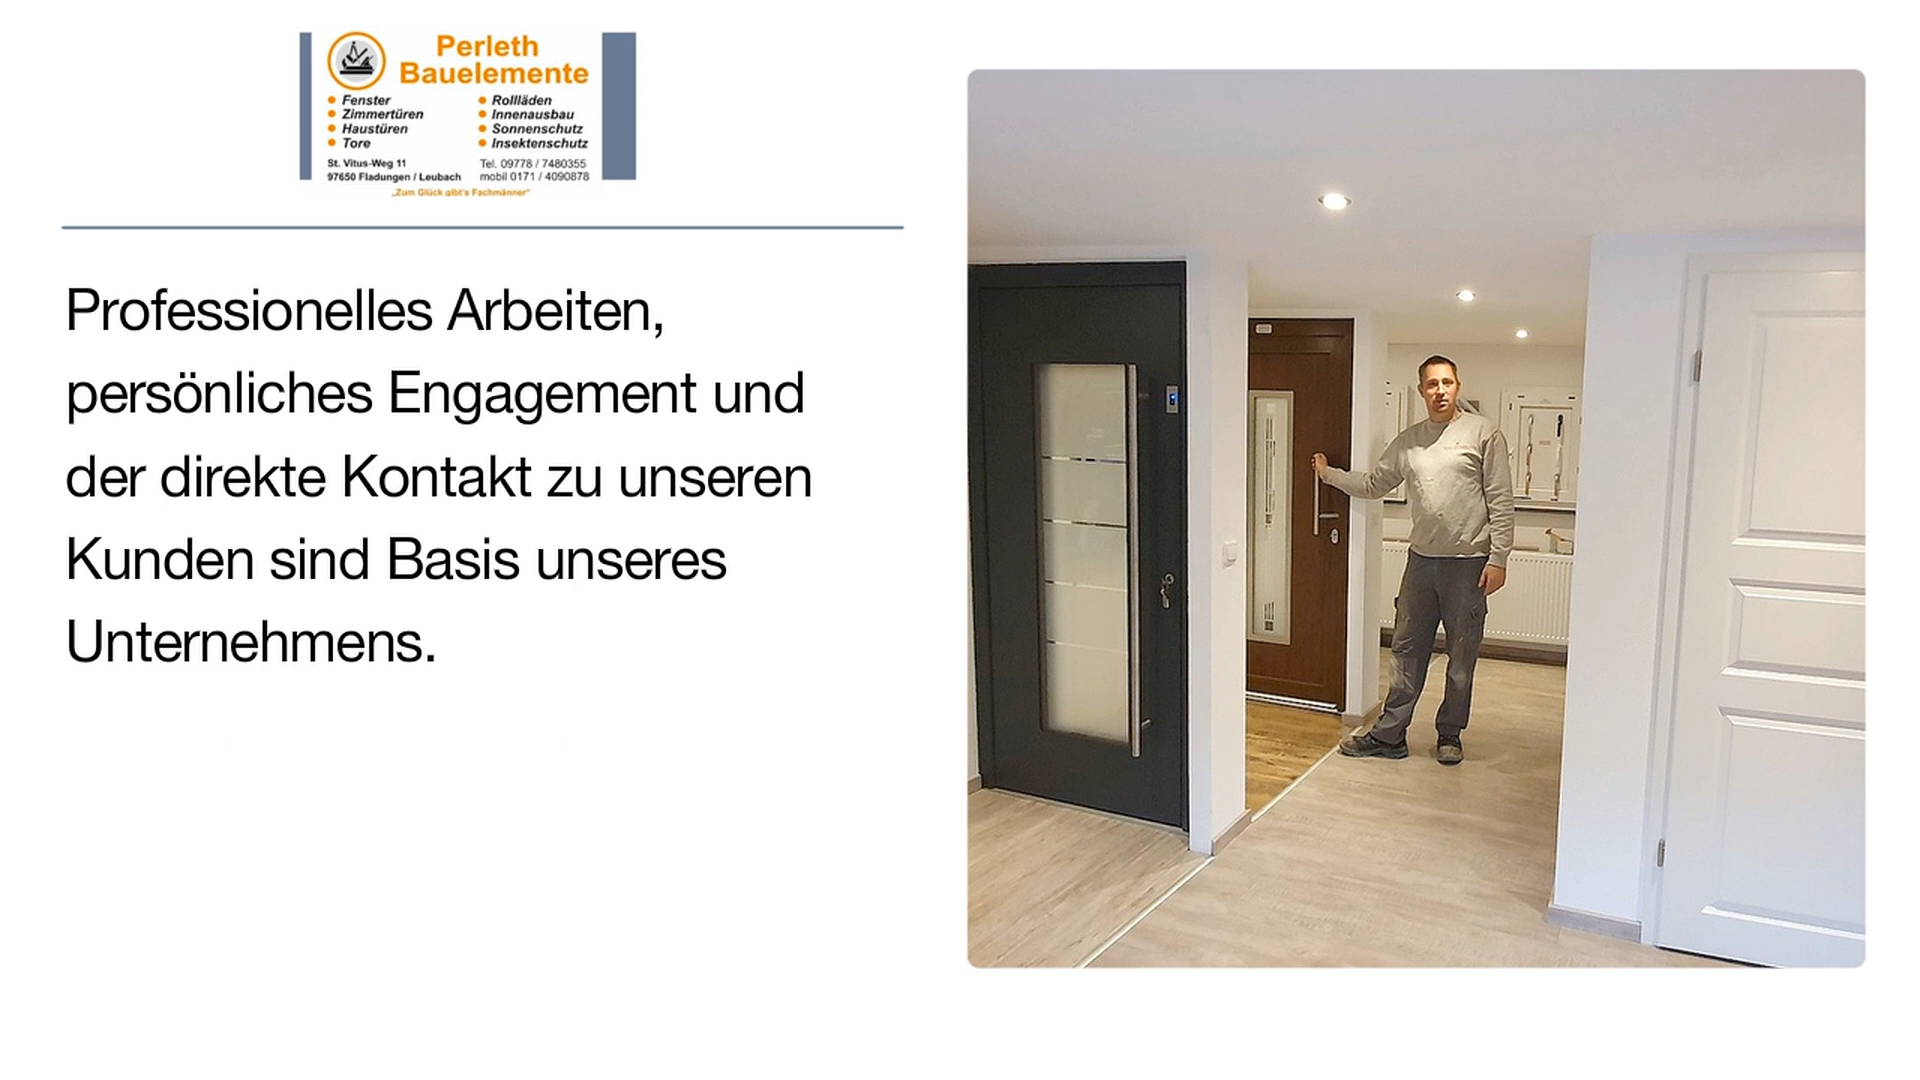 Perleth
Bauelemente
Fenster
Zimmertüren
Haustüren
Tore
Rollläden
Innenausbau
Sonnenschutz
Insektenschutz
St. Vitus-Weg 11
97650 Fladungen / Leubach
Tel. 09778 / 7480355
mobil 0171 / 4090878
„Zum Glück gibt's Fachmänner“
Professionelles Arbeiten,
persönliches Engagement und
der direkte Kontakt zu unseren
Kunden sind Basis unseres
Unternehmens.